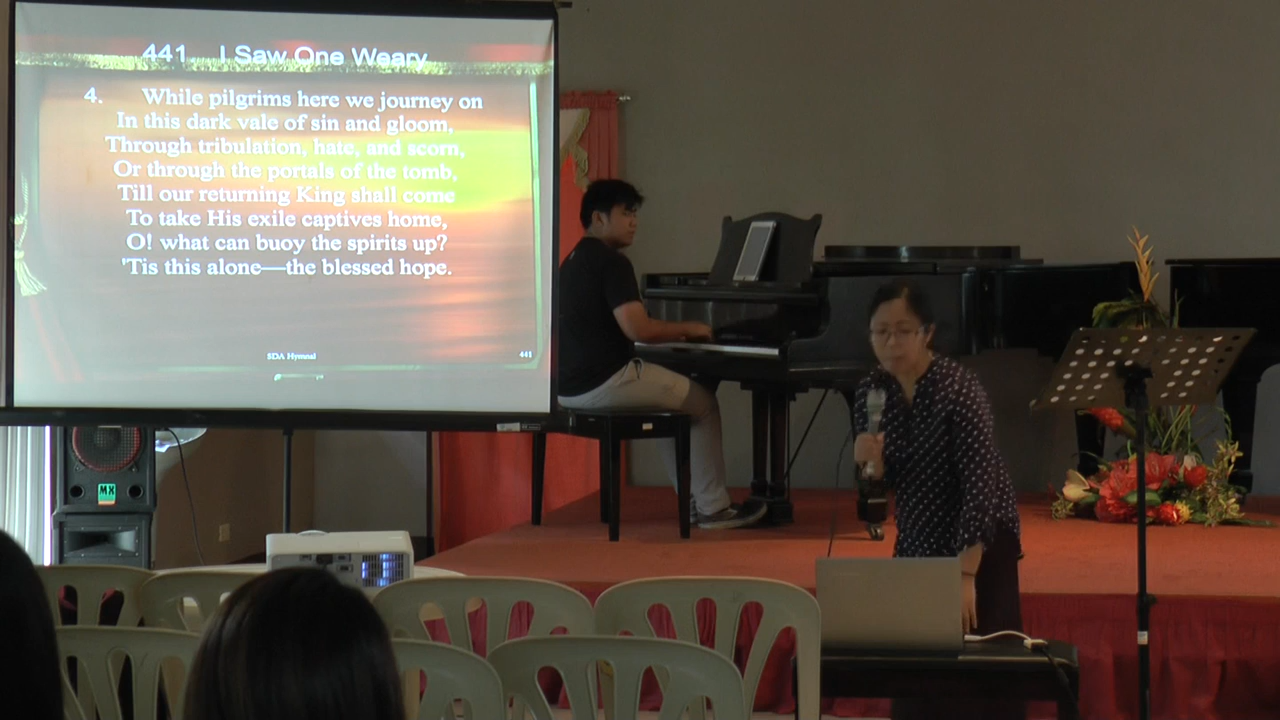 441. I Saw One Weary
4. While pilgrims here we journey on
In this dark vale of sin and gloom,
Through tribulation, hate, and scorn,
Or through the portals of the tomb,
Till our returning King shall come
To take His exile captives home,
O! what can buoy the spirits up?
'Tis this alone—the blessed hope.
SDA Hymnal
441
MX